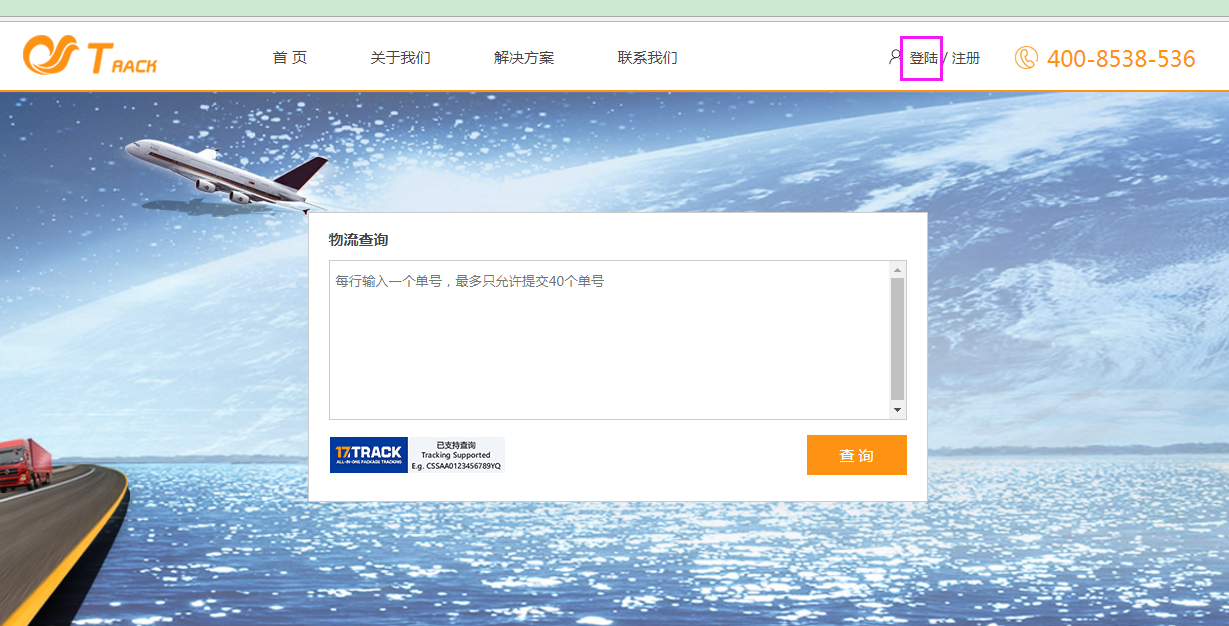 TRACK
首 页
关于我们
解决方案
联系我们
登陆 / 注册
400-8538-536
物流查询
每行输入一个单号，最多只允许提交40个单号
17TRACK
ALL-IN-ONE PACKAGE TRACKING
已支持查询
Tracking Supported
E.g. CSSAA0123456789YQ
查 询